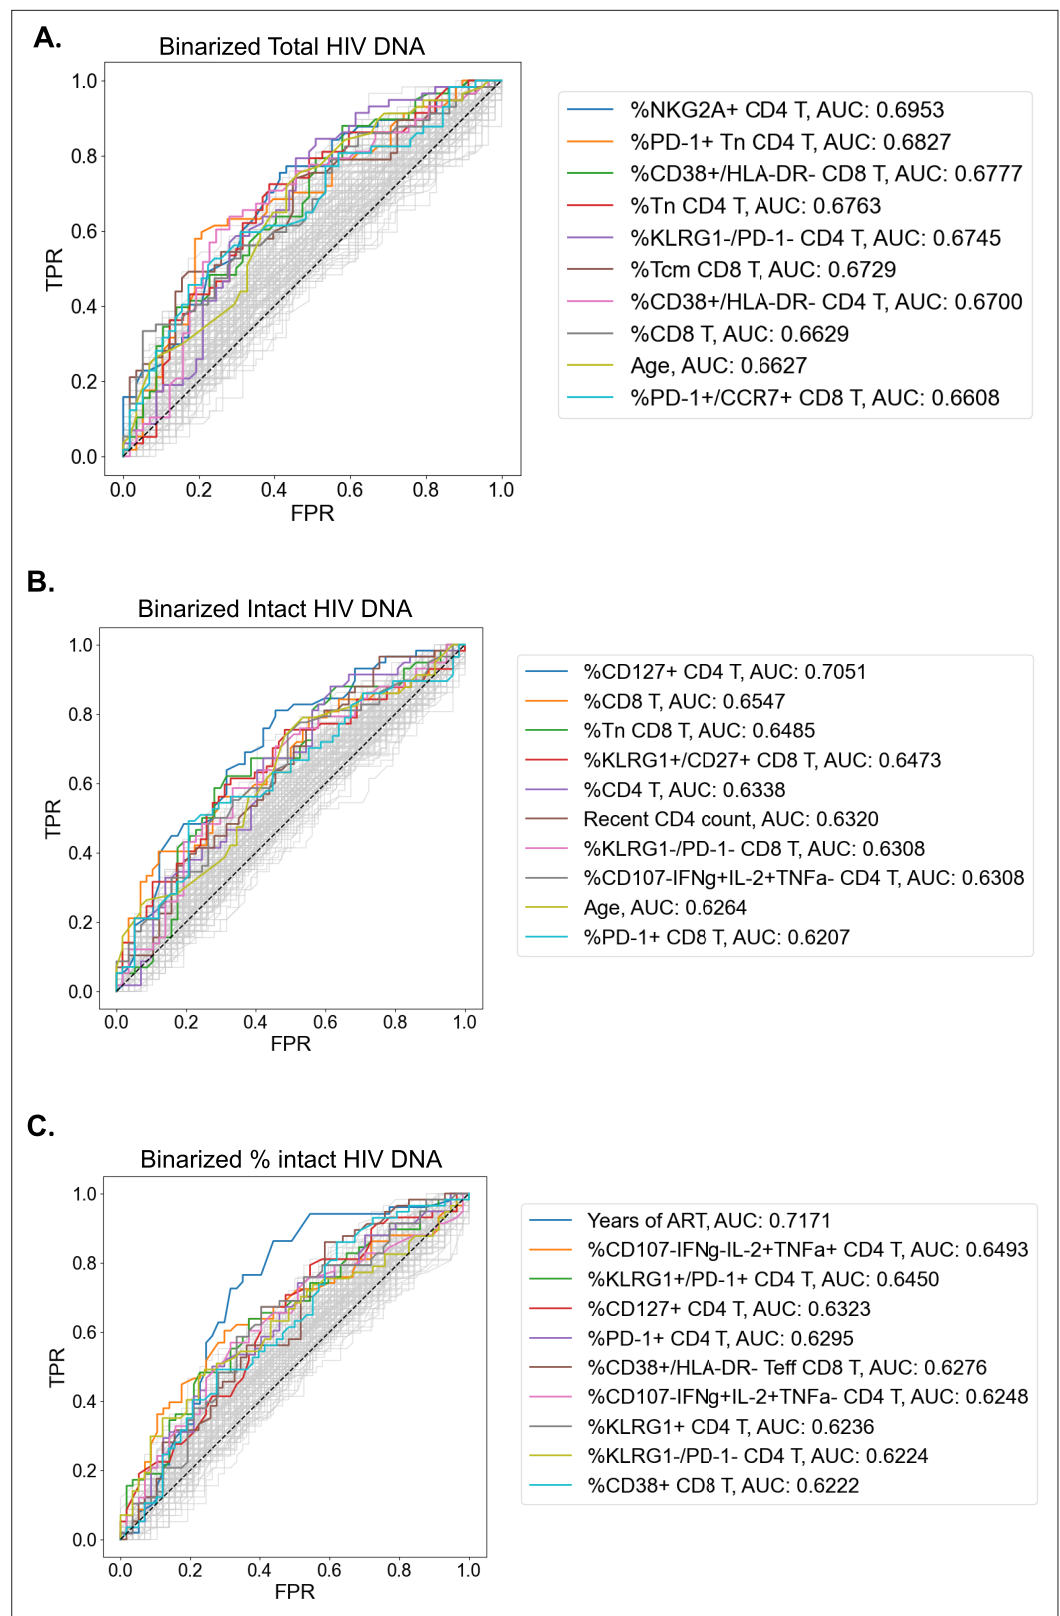 A.
Binarized Total HIV DNA
1.0
0.8
0.6
0.4
0.2
0.0
TPR
0.0 0.2 0.4 0.6 0.8 1.0
FPR
%NKG2A+ CD4 T, AUC: 0.6953
%PD-1+ Tn CD4 T, AUC: 0.6827
%CD38+/HLA-DR- CD8 T, AUC: 0.6777
%Tn CD4 T, AUC: 0.6763
%KLRG1-/PD-1- CD4 T, AUC: 0.6745
%Tcm CD8 T, AUC: 0.6729
%CD38+/HLA-DR- CD4 T, AUC: 0.6700
%CD8 T, AUC: 0.6629
Age, AUC: 0.6627
%PD-1+/CCR7+ CD8 T, AUC: 0.6608
B.
Binarized Intact HIV DNA
1.0
0.8
0.6
0.4
0.2
0.0
TPR
0.0 0.2 0.4 0.6 0.8 1.0
FPR
%CD127+ CD4 T, AUC: 0.7051
%CD8 T, AUC: 0.6547
%Tn CD8 T, AUC: 0.6485
%KLRG1+/CD27+ CD8 T, AUC: 0.6473
%CD4 T, AUC: 0.6338
Recent CD4 count, AUC: 0.6320
%KLRG1-/PD-1- CD8 T, AUC: 0.6308
%CD107-IFNg+IL-2+TNFa- CD4 T, AUC: 0.6308
Age, AUC: 0.6264
%PD-1+ CD8 T, AUC: 0.6207
C.
Binarized % intact HIV DNA
1.0
0.8
0.6
0.4
0.2
0.0
TPR
0.0 0.2 0.4 0.6 0.8 1.0
FPR
Years of ART, AUC: 0.7171
%CD107-IFNg-IL-2+TNFa+ CD4 T, AUC: 0.6493
%KLRG1+/PD-1+ CD4 T, AUC: 0.6450
%CD127+ CD4 T, AUC: 0.6323
%PD-1+ CD4 T, AUC: 0.6295
%CD38+/HLA-DR- Teff CD8 T, AUC: 0.6276
%CD107-IFNg+IL-2+TNFa- CD4 T, AUC: 0.6248
%KLRG1+ CD4 T, AUC: 0.6236
%KLRG1-/PD-1- CD4 T, AUC: 0.6224
%CD38+ CD8 T, AUC: 0.6222